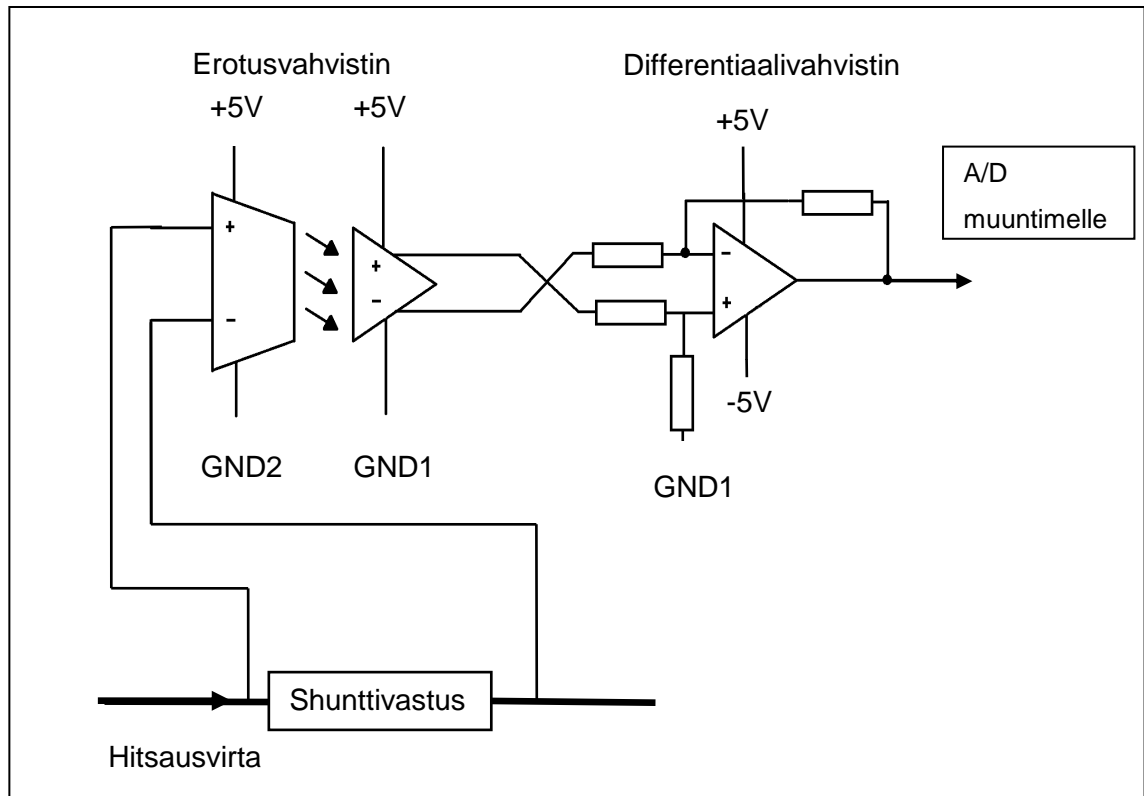 Erotusvahvistin
Differentiaalivahvistin
+5V
+5V
+5V
A/D
muuntimelle
+
-
+
-
-
+
-5V
GND2
GND1
GND1
Shunttivastus
Hitsausvirta